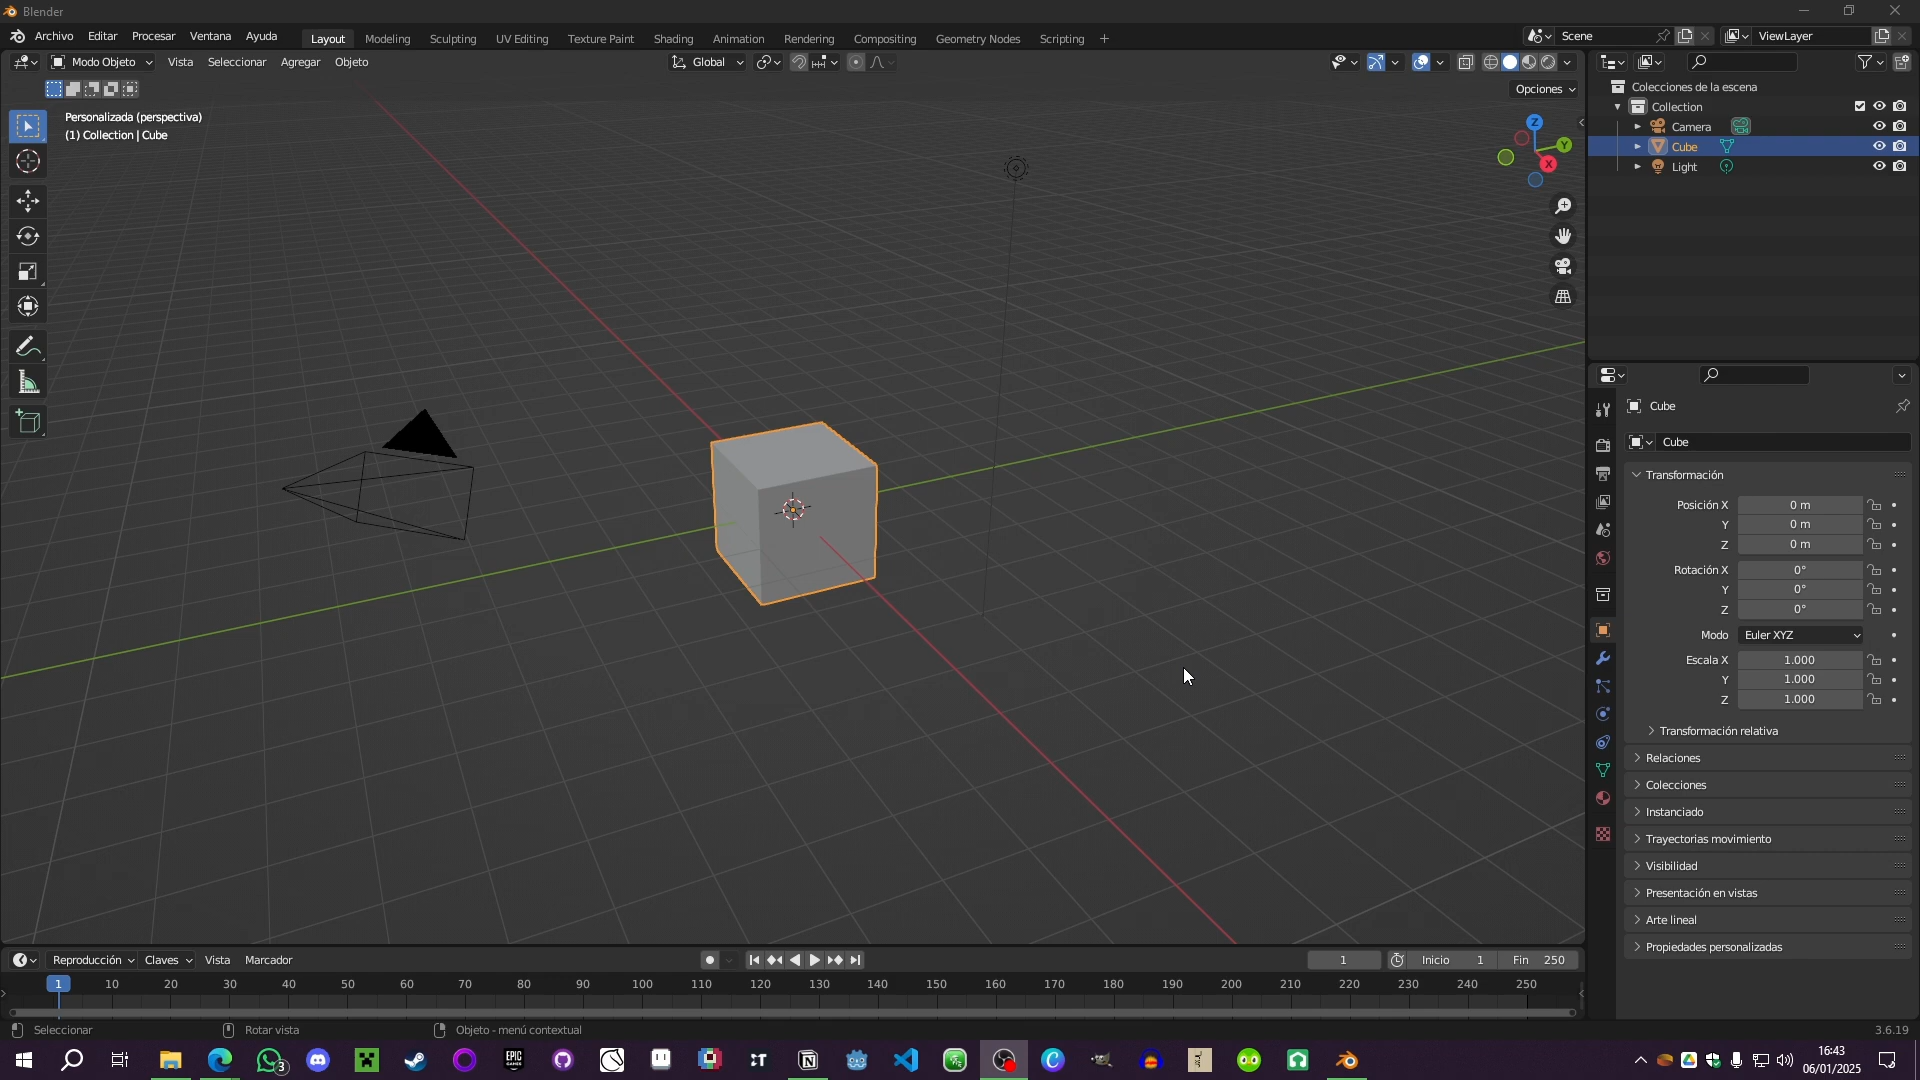 Blender
Archivo Editar Procesar Ventana Ayuda Layout Modeling Sculpting UV Editing Texture Paint Shading Animation Rendering Compositing Geometry Nodes Scripting + Scene ViewLayer
Modo Objeto Vista Seleccionar Agregar Objeto Global
Opciones
Personalizada (perspectiva)
(1) Collection | Cube
Z
Y
X
Colecciones de la escena
Collection
Camera
Cube
Light
Cube
Cube
Transformación
Posición X 0 m
Y 0 m
Z 0 m
Rotación X 0°
Y 0°
Z 0°
Modo Euler XYZ
Escala X 1.000
Y 1.000
Z 1.000
Transformación relativa
Relaciones
Colecciones
Instanciado
Trayectorias movimiento
Visibilidad
Presentación en vistas
Arte lineal
Propiedades personalizadas
Reproducción Claves Vista Marcador 1 Inicio 1 Fin 250
1 10 20 30 40 50 60 70 80 90 100 110 120 130 140 150 160 170 180 190 200 210 220 230 240 250
Seleccionar Rotar vista Objeto - menú contextual 3.6.19
3
EPIC GAMES
16:43
06/01/2025